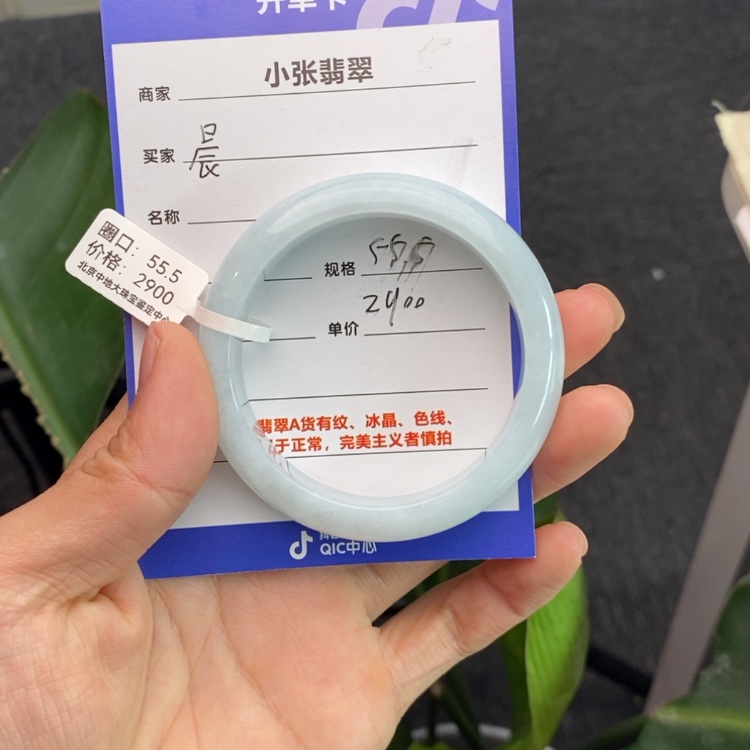 小张翡翠
商家
买家 晨
名称
圈口: 55.5
价格: 2900
北京中地大珠宝鉴定中心
规格 55.5
单价 2900
翡翠A货有纹、冰晶、色线、
于正常，完美主义者慎拍
QIC中心